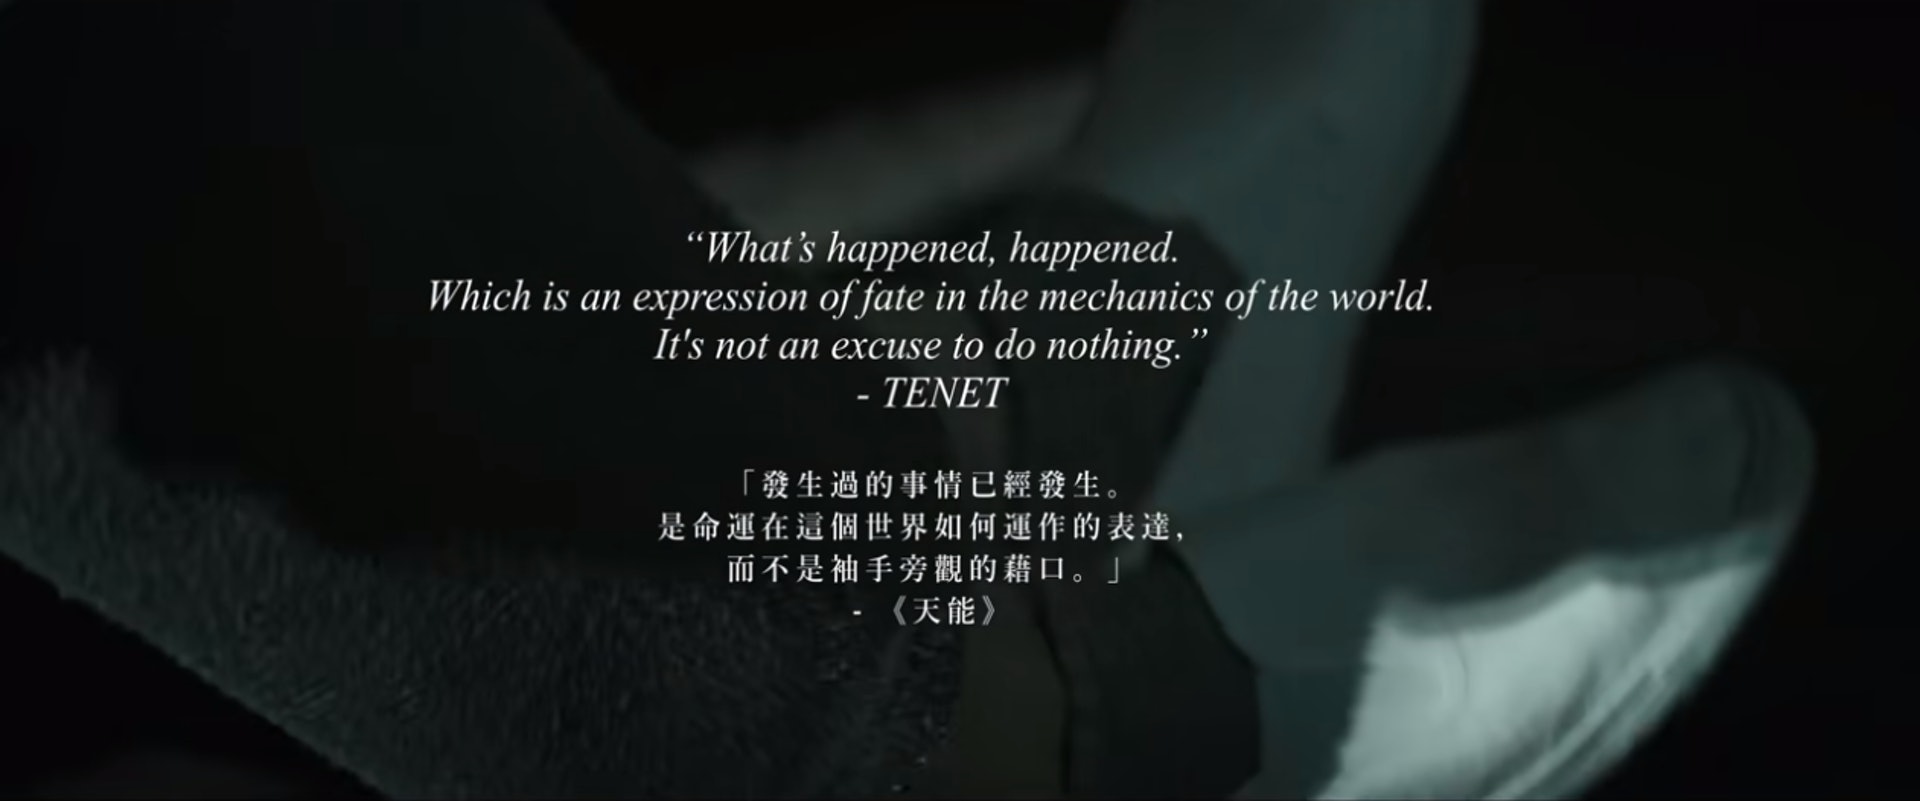 “What’s happened, happened.
Which is an expression of fate in the mechanics of the world.
It's not an excuse to do nothing.”
- TENET
「發生過的事情已經發生。
是命運在這個世界如何運作的表達,
而不是袖手旁觀的藉口。」
- 《天能》